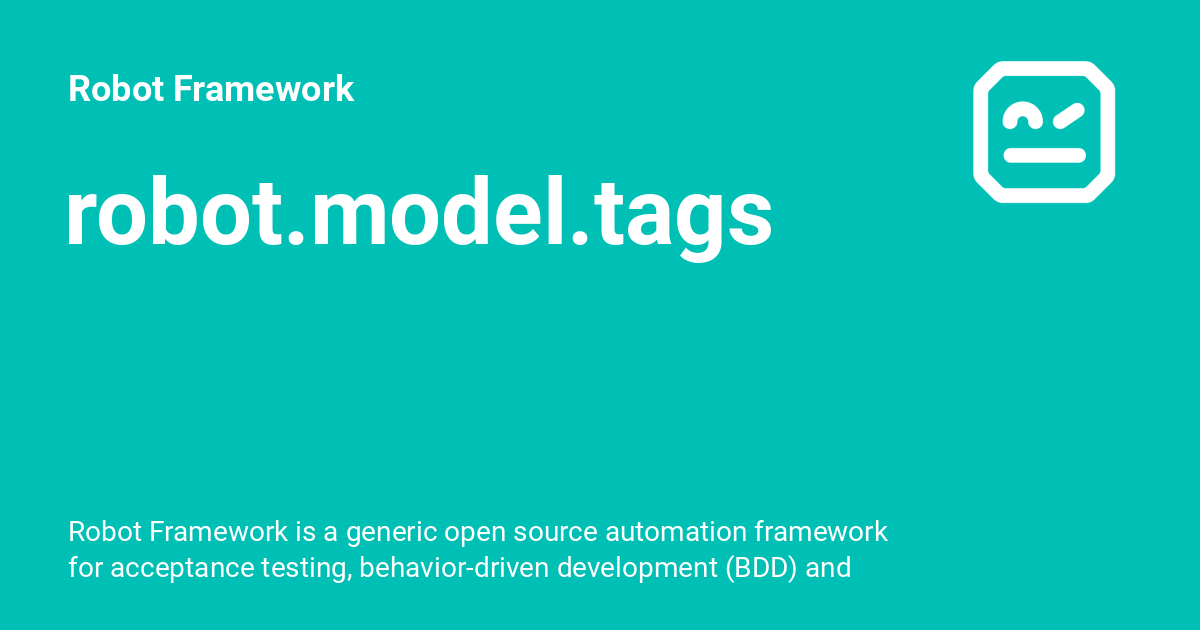 Robot Framework
robot.model.tags
Robot Framework is a generic open source automation framework
for acceptance testing, behavior-driven development (BDD) and